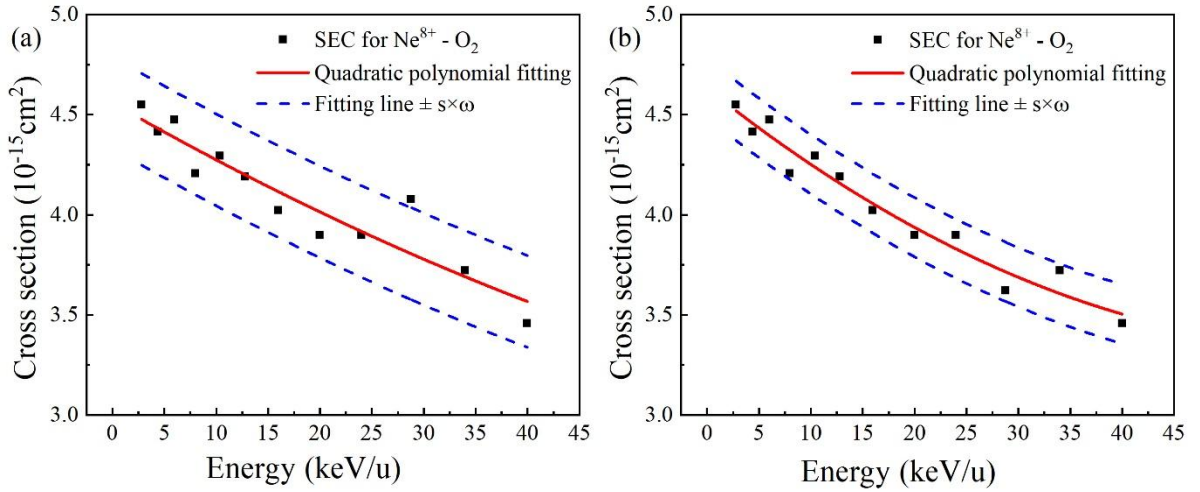 (a)
SEC for Ne⁸⁺ - O₂
Quadratic polynomial fitting
Fitting line ± s×ω
5.0
4.5
4.0
3.5
3.0
Cross section (10⁻¹⁵cm²)
0 5 10 15 20 25 30 35 40 45
Energy (keV/u)
(b)
SEC for Ne⁸⁺ - O₂
Quadratic polynomial fitting
Fitting line ± s×ω
5.0
4.5
4.0
3.5
3.0
Cross section (10⁻¹⁵cm²)
0 5 10 15 20 25 30 35 40 45
Energy (keV/u)